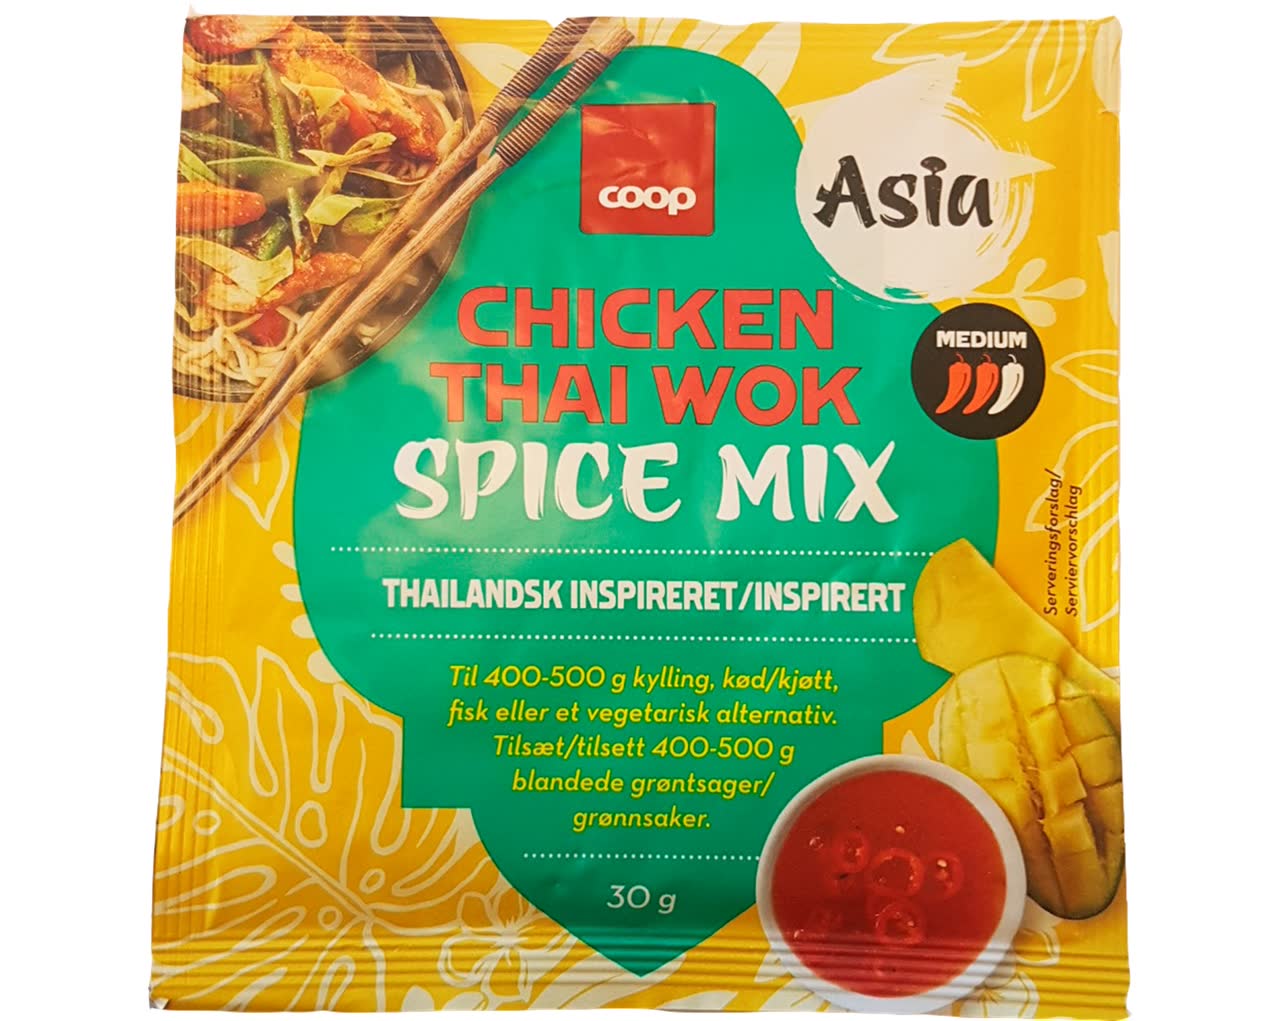 coop
Asia
CHICKEN
THAI WOK
SPICE MIX
MEDIUM
THAILANDSK INSPIRERET/INSPIRERT
Til 400-500 g kylling, kød/kjøtt,
fisk eller et vegetarisk alternativ.
Tilsæt/tilsett 400-500 g
blandede grøntsager/
grønnsaker.
30 g
Serveringsforslag/
Serviervorschlag